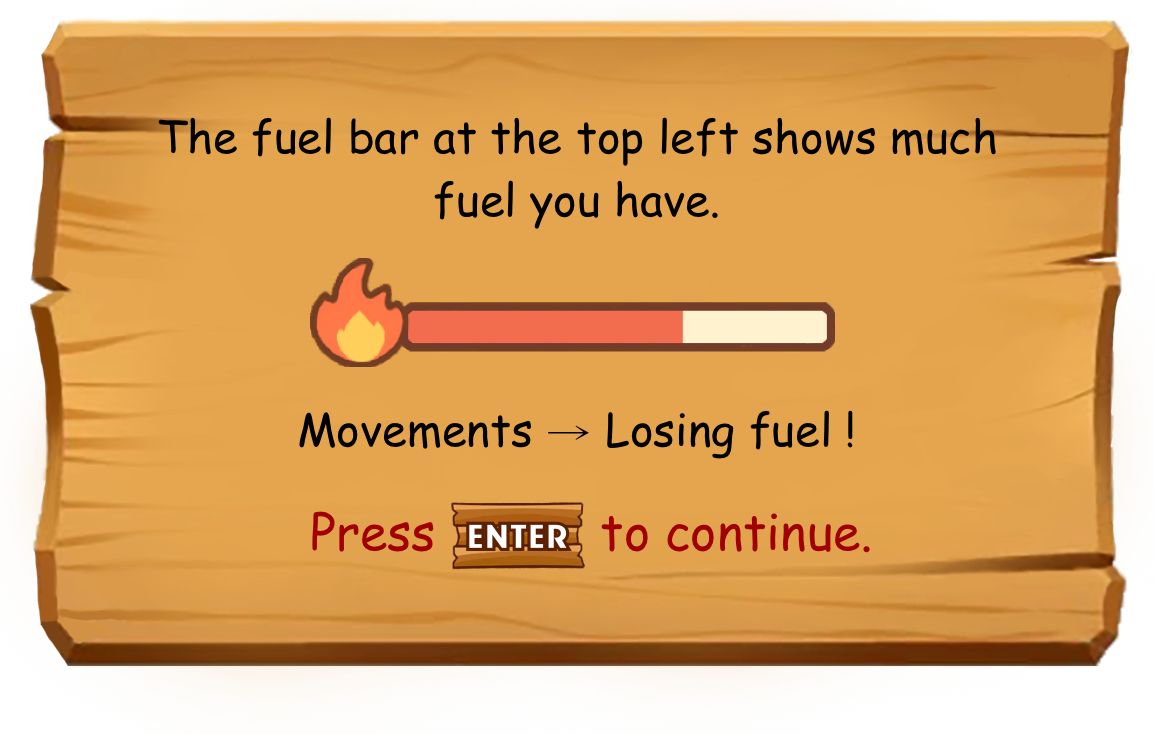 The fuel bar at the top left shows much
fuel you have.
Movements → Losing fuel !
Press ENTER to continue.